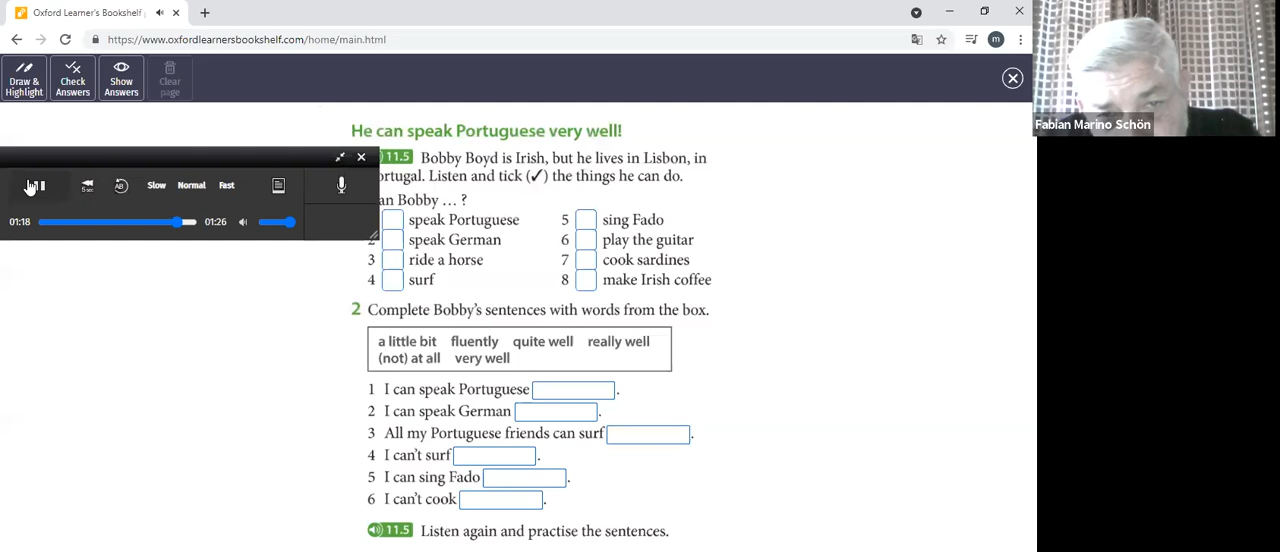 Oxford Learner's Bookshelf
https://www.oxfordlearnersbookshelf.com/home/main.html
m
Draw & Highlight
Check Answers
Show Answers
Clear page
Fabian Marino Schön
He can speak Portuguese very well!
11.5 Bobby Boyd is Irish, but he lives in Lisbon, in
ortugal. Listen and tick (✓) the things he can do.
an Bobby … ?
5 sec
AB
Slow
Normal
Fast
01:18
01:26
speak Portuguese
2 speak German
3 ride a horse
4 surf
5 sing Fado
6 play the guitar
7 cook sardines
8 make Irish coffee
2 Complete Bobby's sentences with words from the box.
a little bit fluently quite well really well
(not) at all very well
1 I can speak Portuguese .
2 I can speak German .
3 All my Portuguese friends can surf .
4 I can't surf .
5 I can sing Fado .
6 I can't cook .
11.5 Listen again and practise the sentences.